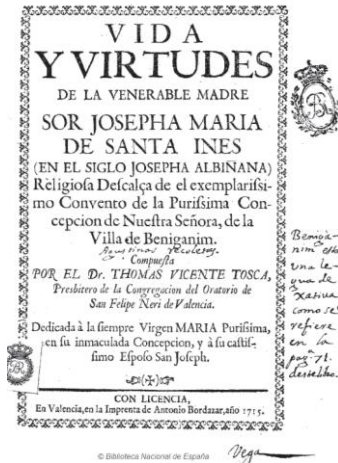 VIDA
Y VIRTUDES
DE LA VENERABLE MADRE
SOR JOSEPHA MARIA
DE SANTA INES
(EN EL SIGLO JOSEPHA ALBIÑANA)
Religioſa Deſcalça de el exemplariſsi-
mo Convento de la Puriſsima Con-
cepcion de Nueſtra Señora, de la
Villa de Beniganim.
Agustinas recoletas.
Compueſta
POR EL Dr. THOMAS VICENTE TOSCA,
Presbitero de la Congregacion del Oratorio de
San Felipe Neri de Valencia.
Dedicada à la ſiempre Virgen MARIA Puriſsima,
en ſu inmaculada Concepcion, y à ſu caſtiſ-
ſimo Eſpoſo San Joſeph.
CON LICENCIA,
En Valencia, en la Imprenta de Antonio Bordazar, año 1715.
Beniga-
nim està
una le-
gua de
Xativa
como se
refiere
en la
pag.ª 71.
deste libro.
Vega
© Biblioteca Nacional de España